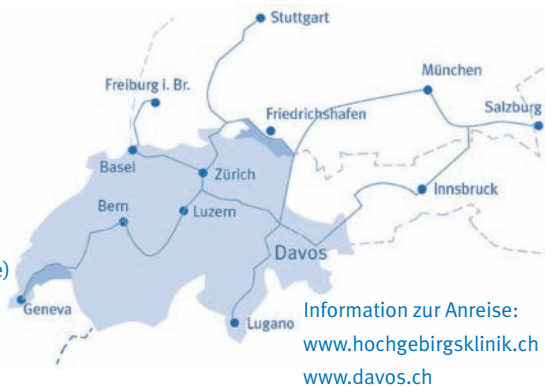 Stuttgart
München
Freiburg i. Br.
Salzburg
Friedrichshafen
Basel
Zürich
Innsbruck
Bern
Luzern
Davos
e)
Geneva
Lugano
Information zur Anreise:
www.hochgebirgsklinik.ch
www.davos.ch